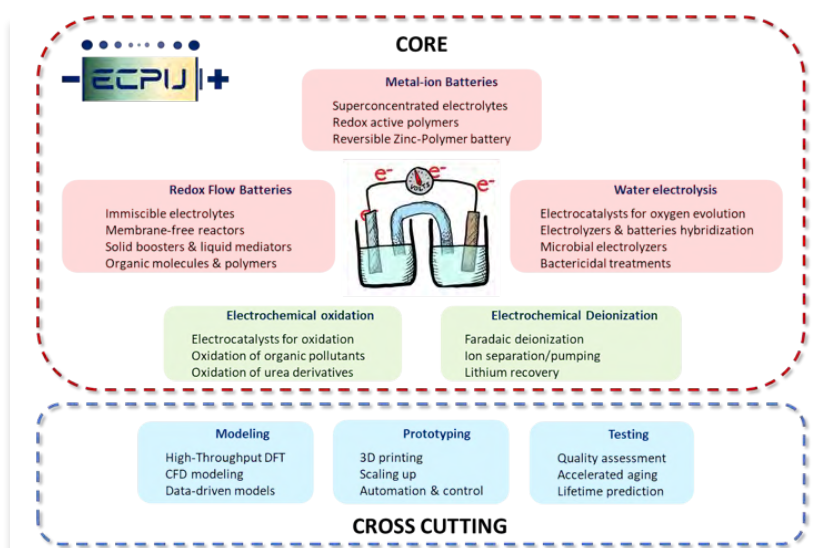 CORE
- ECPU +
Metal-ion Batteries
Superconcentrated electrolytes
Redox active polymers
Reversible Zinc-Polymer battery
Redox Flow Batteries
Immiscible electrolytes
Membrane-free reactors
Solid boosters & liquid mediators
Organic molecules & polymers
e-
e-
e-
e
VOLTS
Water electrolysis
Electrocatalysts for oxygen evolution
Electrolyzers & batteries hybridization
Microbial electrolyzers
Bactericidal treatments
Electrochemical oxidation
Electrocatalysts for oxidation
Oxidation of organic pollutants
Oxidation of urea derivatives
Electrochemical Deionization
Faradaic deionization
Ion separation/pumping
Lithium recovery
Modeling
High-Throughput DFT
CFD modeling
Data-driven models
Prototyping
3D printing
Scaling up
Automation & control
Testing
Quality assessment
Accelerated aging
Lifetime prediction
CROSS CUTTING